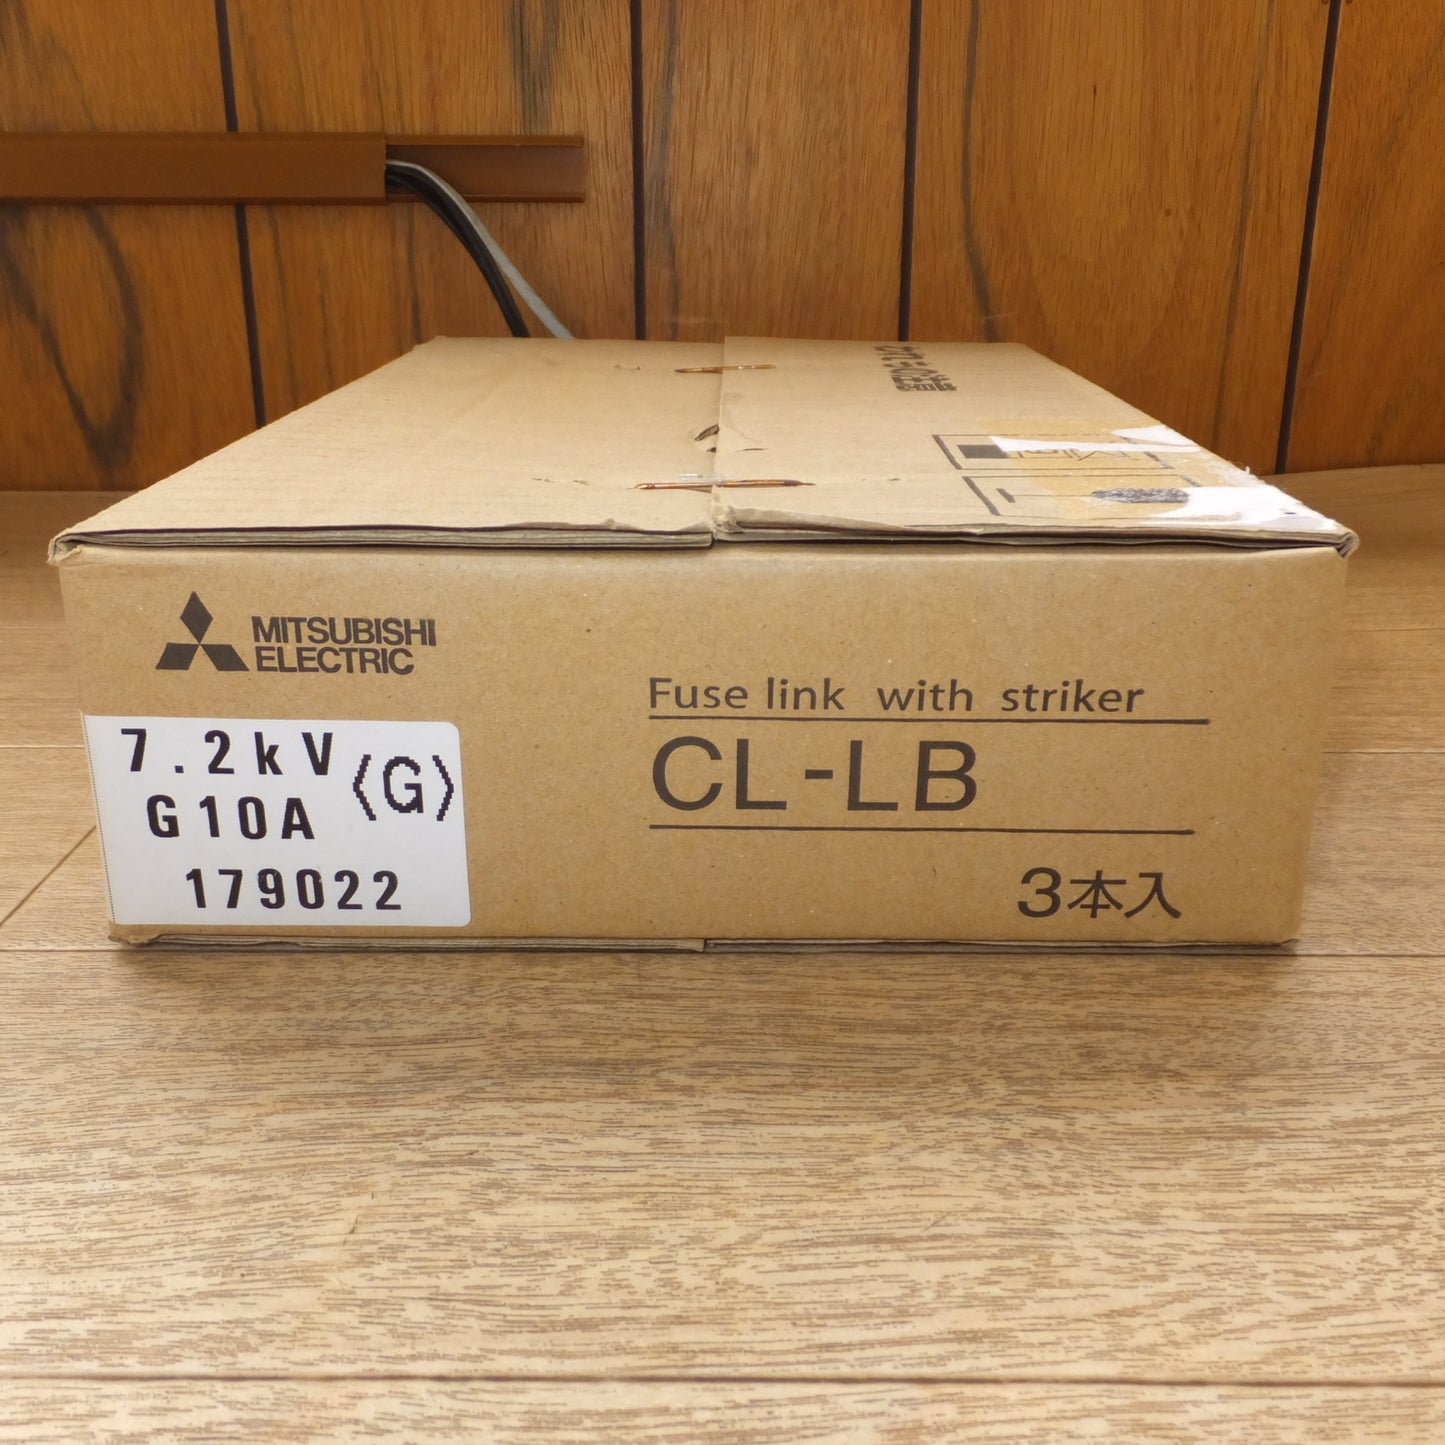 MITSUBISHI
ELECTRIC
7.2kV
〈G〉
G10A
179022
Fuse link with striker
CL-LB
3本入